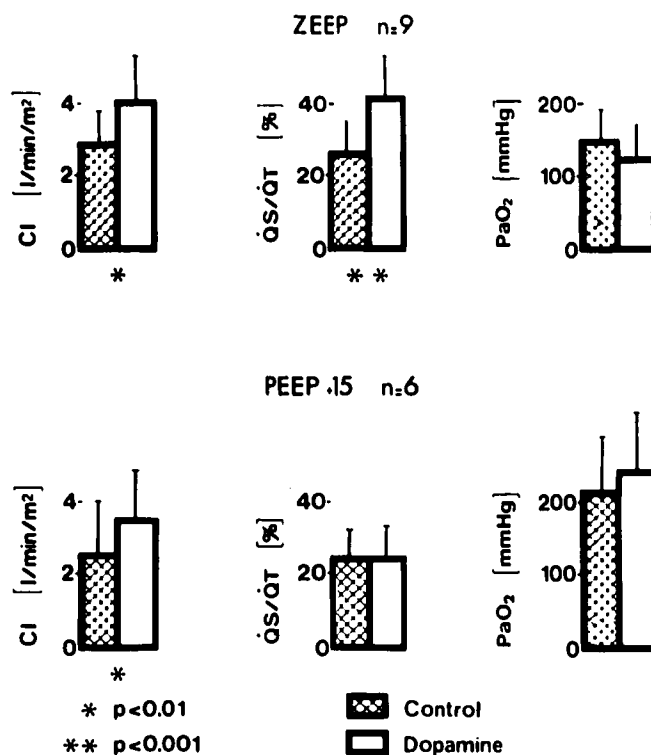 ZEEP n=9
CI [l/min/m²]
4
2
0
*
Q̇S/Q̇T [%]
40
20
0
* *
PaO₂ [mmHg]
200
100
0
PEEP +15 n=6
CI [l/min/m²]
4
2
0
*
Q̇S/Q̇T [%]
40
20
0
PaO₂ [mmHg]
200
100
0
* p<0.01
** p<0.001
Control
Dopamine